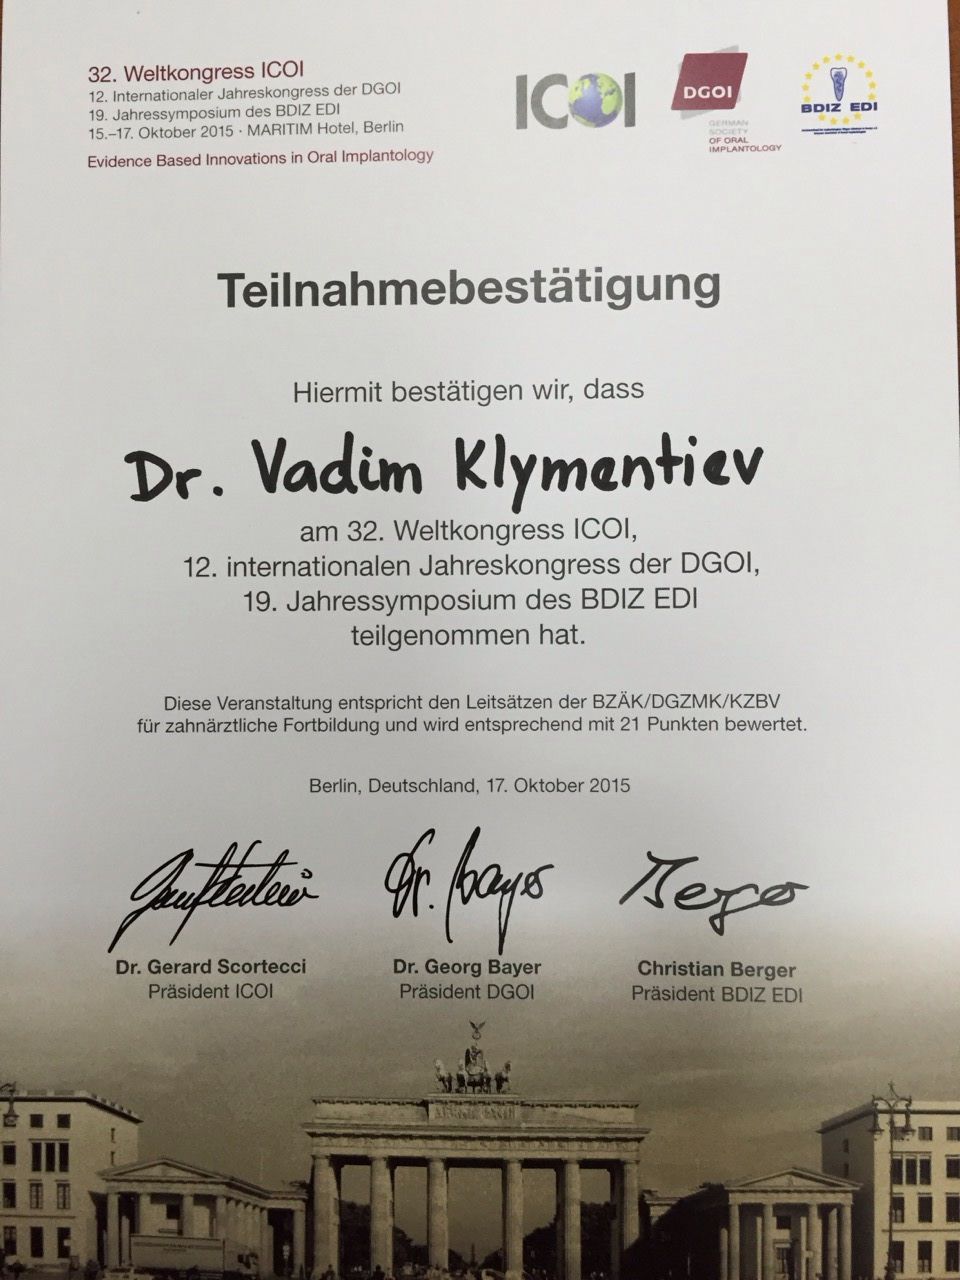 32. Weltkongress ICOI
12. Internationaler Jahreskongress der DGOI
19. Jahressymposium des BDIZ EDI
15.–17. Oktober 2015 · MARITIM Hotel, Berlin
Evidence Based Innovations in Oral Implantology
ICOI
DGOI
GERMAN
SOCIETY
OF ORAL
IMPLANTOLOGY
BDIZ EDI
Teilnahmebestätigung
Hiermit bestätigen wir, dass
Dr. Vadim Klymentiev
am 32. Weltkongress ICOI,
12. internationalen Jahreskongress der DGOI,
19. Jahressymposium des BDIZ EDI
teilgenommen hat.
Diese Veranstaltung entspricht den Leitsätzen der BZÄK/DGZMK/KZBV
für zahnärztliche Fortbildung und wird entsprechend mit 21 Punkten bewertet.
Berlin, Deutschland, 17. Oktober 2015
Dr. Bayer
Berger
Dr. Gerard Scortecci
Präsident ICOI
Dr. Georg Bayer
Präsident DGOI
Christian Berger
Präsident BDIZ EDI